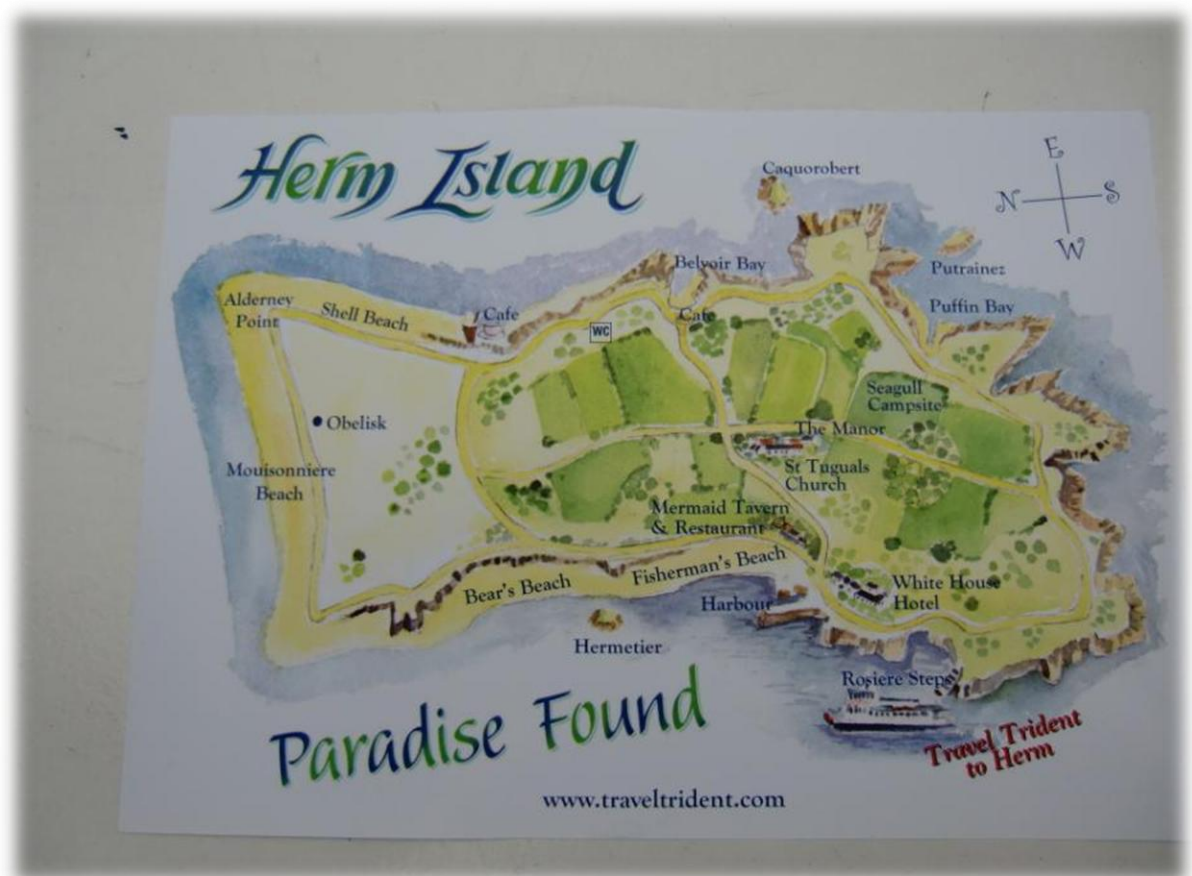 Herm Island
Caquorobert
E
N
S
W
Belvoir Bay
Putrainez
Alderney
Point
Shell Beach
Cafe
Cafe
Puffin Bay
WC
Seagull
Campsite
Obelisk
The Manor
Mouisonniere
Beach
St Tuguals
Church
Mermaid Tavern
& Restaurant
Bear's Beach
Fisherman's Beach
White House
Hotel
Harbour
Hermetier
Rosiere Steps
Paradise Found
Travel Trident
to Herm
www.traveltrident.com